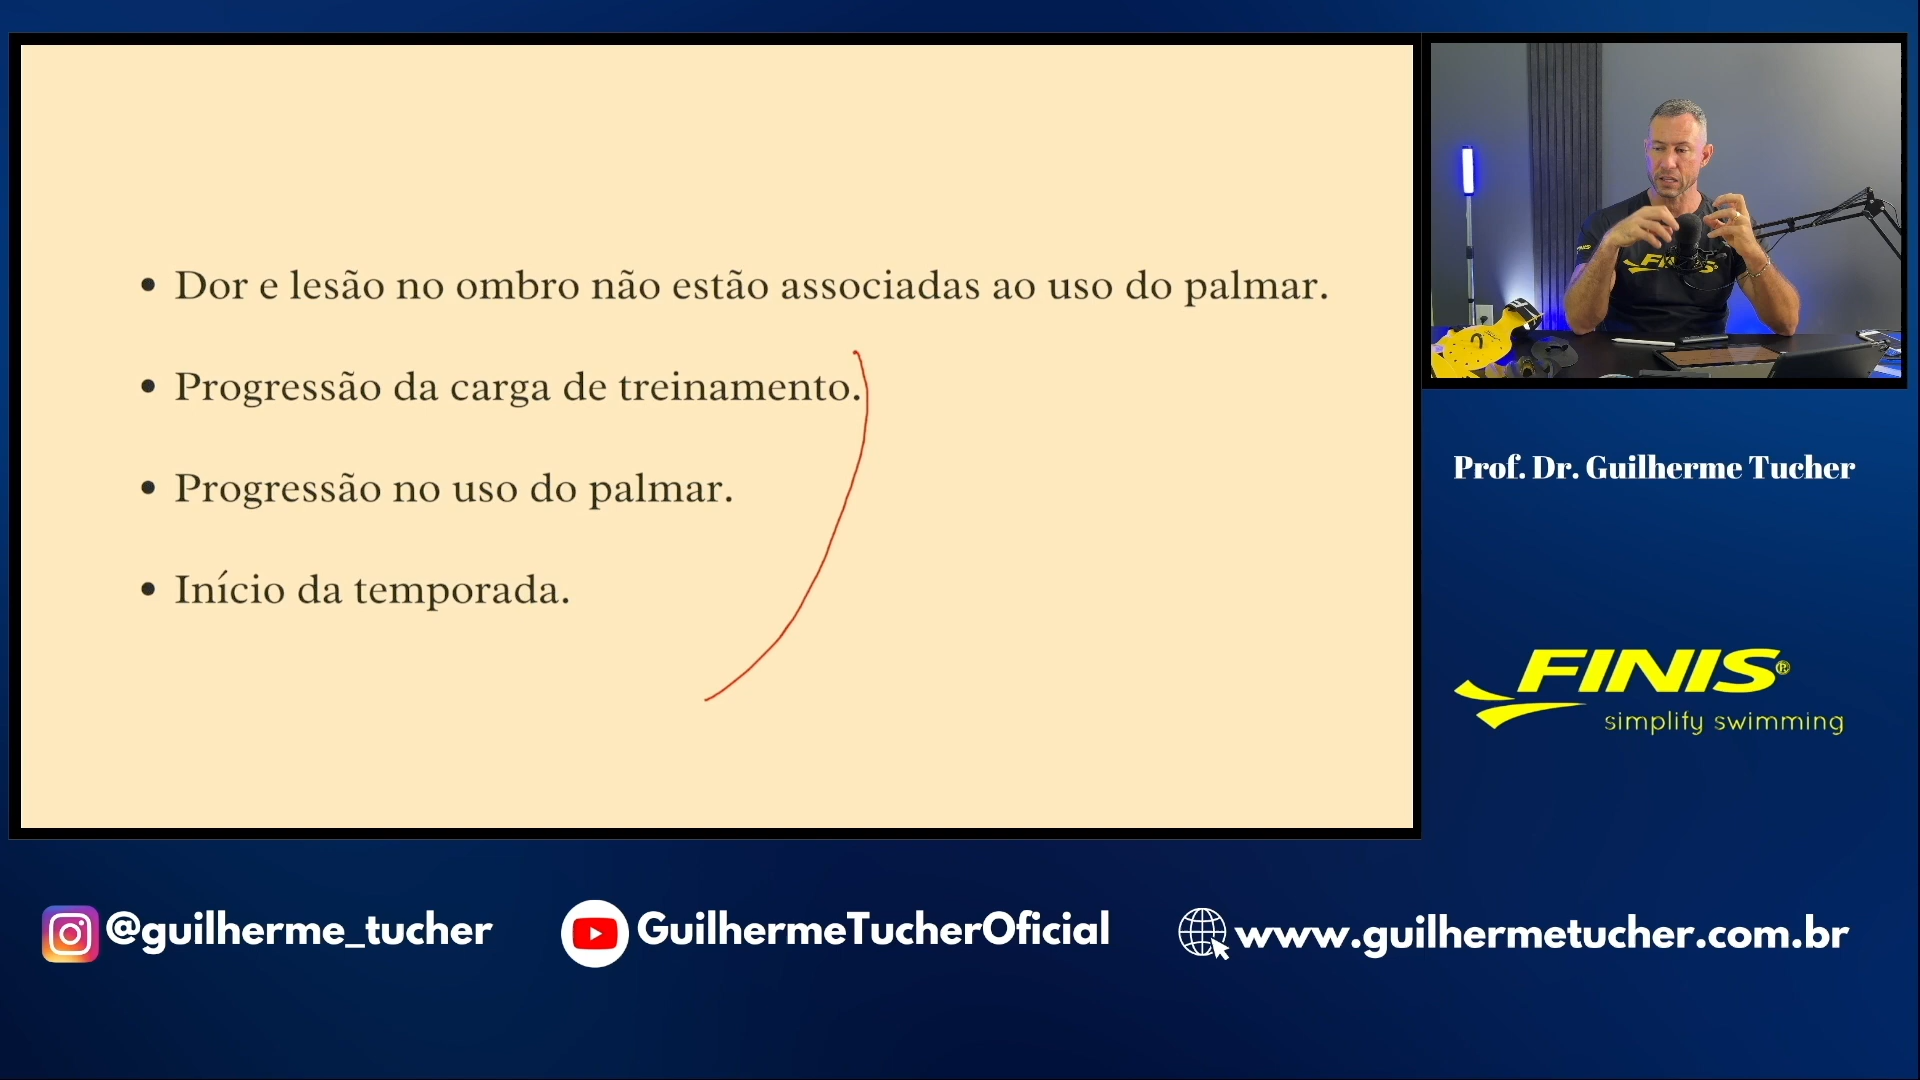 • Dor e lesão no ombro não estão associadas ao uso do palmar.
• Progressão da carga de treinamento.
• Progressão no uso do palmar.
• Início da temporada.
FINIS
Prof. Dr. Guilherme Tucher
FINIS®
simplify swimming
@guilherme_tucher
GuilhermeTucherOficial
www.guilhermetucher.com.br